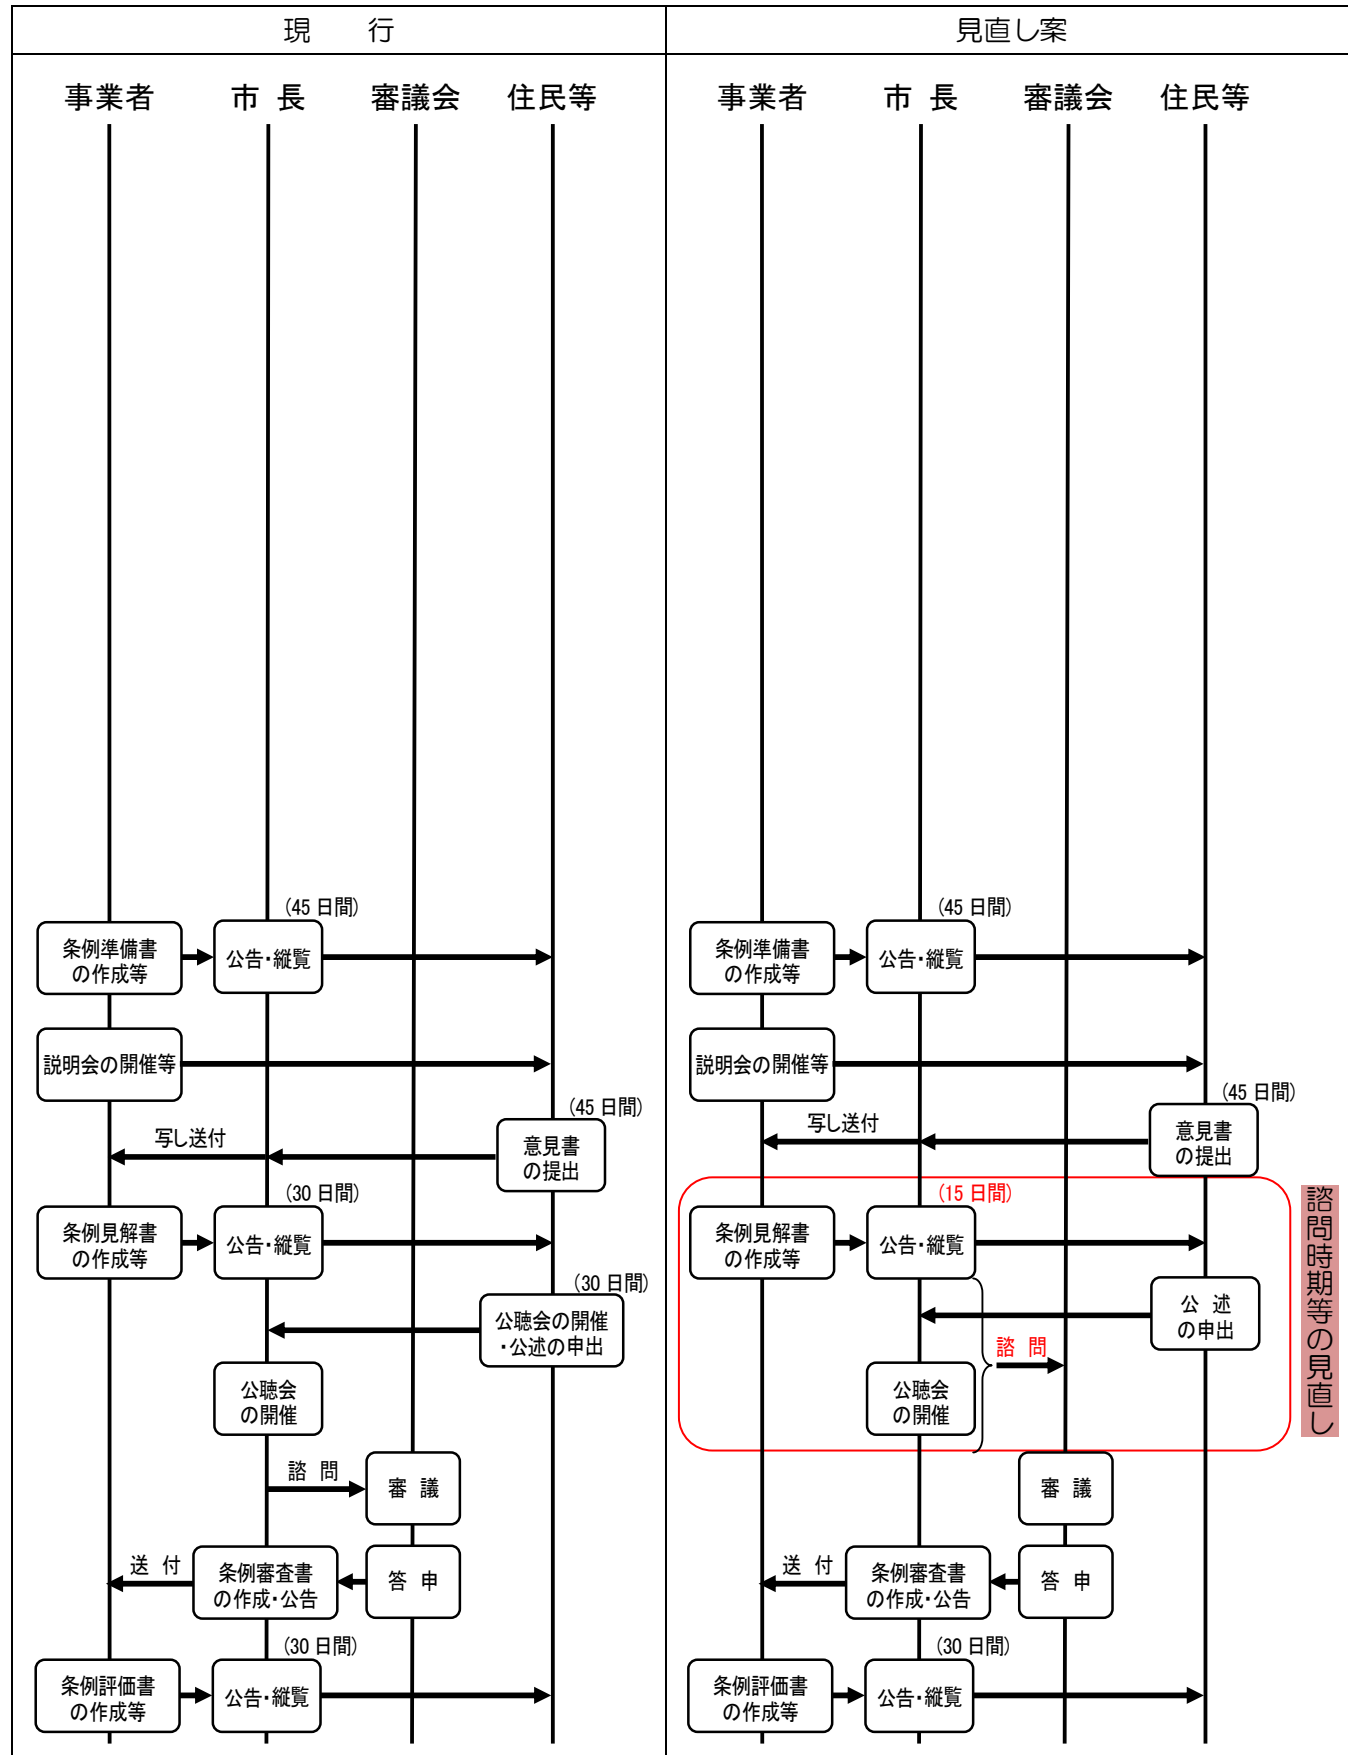 現　　行
事業者　市 長　審議会　住民等
(45 日間)
条例準備書
の作成等
公告・縦覧
説明会の開催等
(45 日間)
写し送付
意見書
の提出
(30 日間)
条例見解書
の作成等
公告・縦覧
(30 日間)
公聴会の開催
・公述の申出
公聴会
の開催
諮 問
審 議
送 付
条例審査書
の作成・公告
答 申
(30 日間)
条例評価書
の作成等
公告・縦覧
見直し案
事業者　市 長　審議会　住民等
(45 日間)
条例準備書
の作成等
公告・縦覧
説明会の開催等
(45 日間)
写し送付
意見書
の提出
(15 日間)
条例見解書
の作成等
公告・縦覧
公 述
の申出
諮 問
公聴会
の開催
諮問時期等の見直し
審 議
送 付
条例審査書
の作成・公告
答 申
(30 日間)
条例評価書
の作成等
公告・縦覧